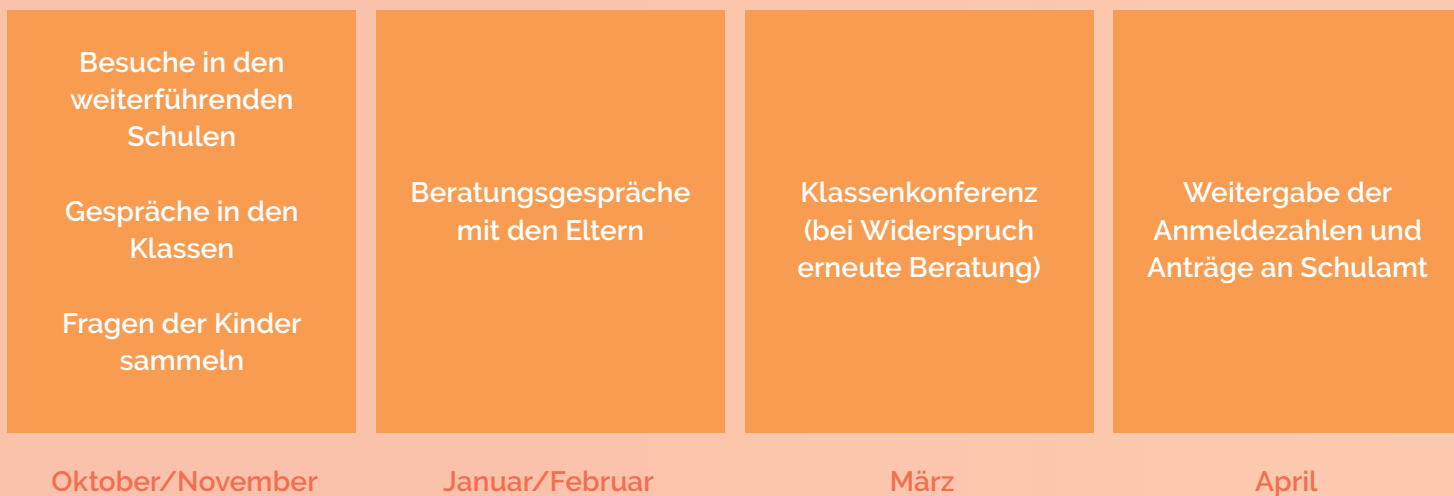 Besuche in den
weiterführenden
Schulen
Gespräche in den
Klassen
Fragen der Kinder
sammeln
Oktober/November
Beratungsgespräche
mit den Eltern
Januar/Februar
Klassenkonferenz
(bei Widerspruch
erneute Beratung)
März
Weitergabe der
Anmeldezahlen und
Anträge an Schulamt
April